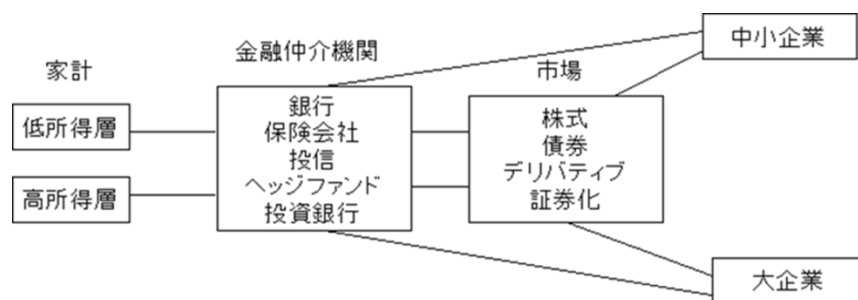 中小企業
金融仲介機関
家計
市場
銀行
保険会社
投信
ヘッジファンド
投資銀行
株式
債券
デリバティブ
証券化
低所得層
高所得層
大企業